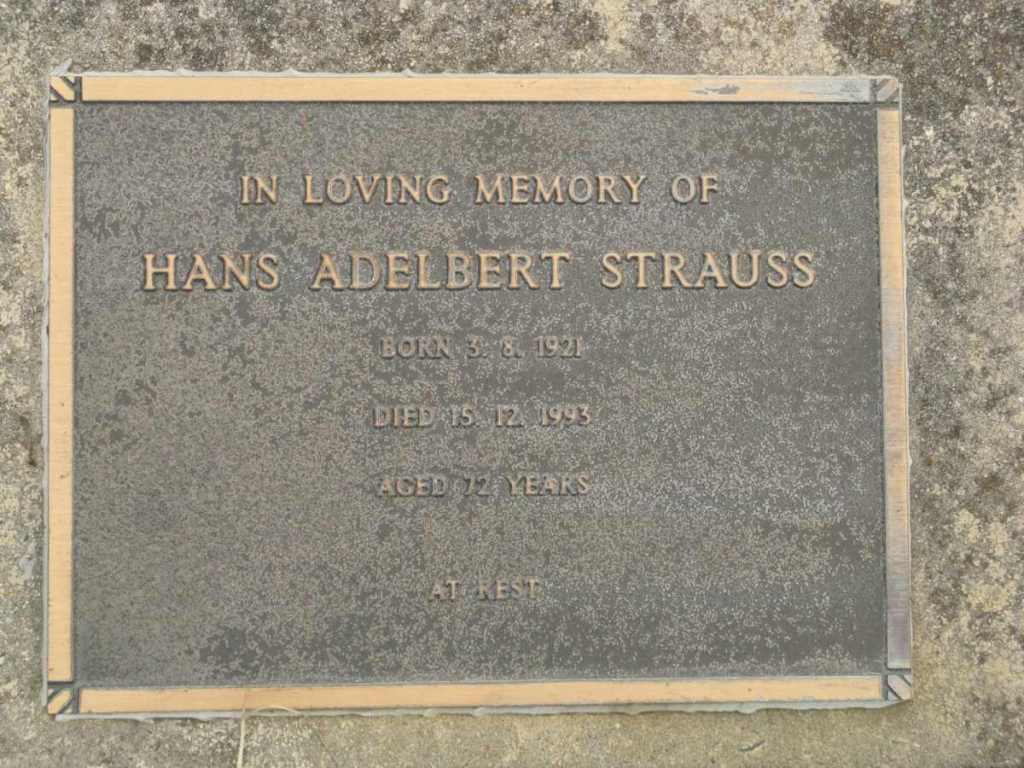 IN LOVING MEMORY OF
HANS ADELBERT STRAUSS
BORN 3. 8. 1921
DIED 15. 12. 1993
AGED 72 YEARS
AT REST